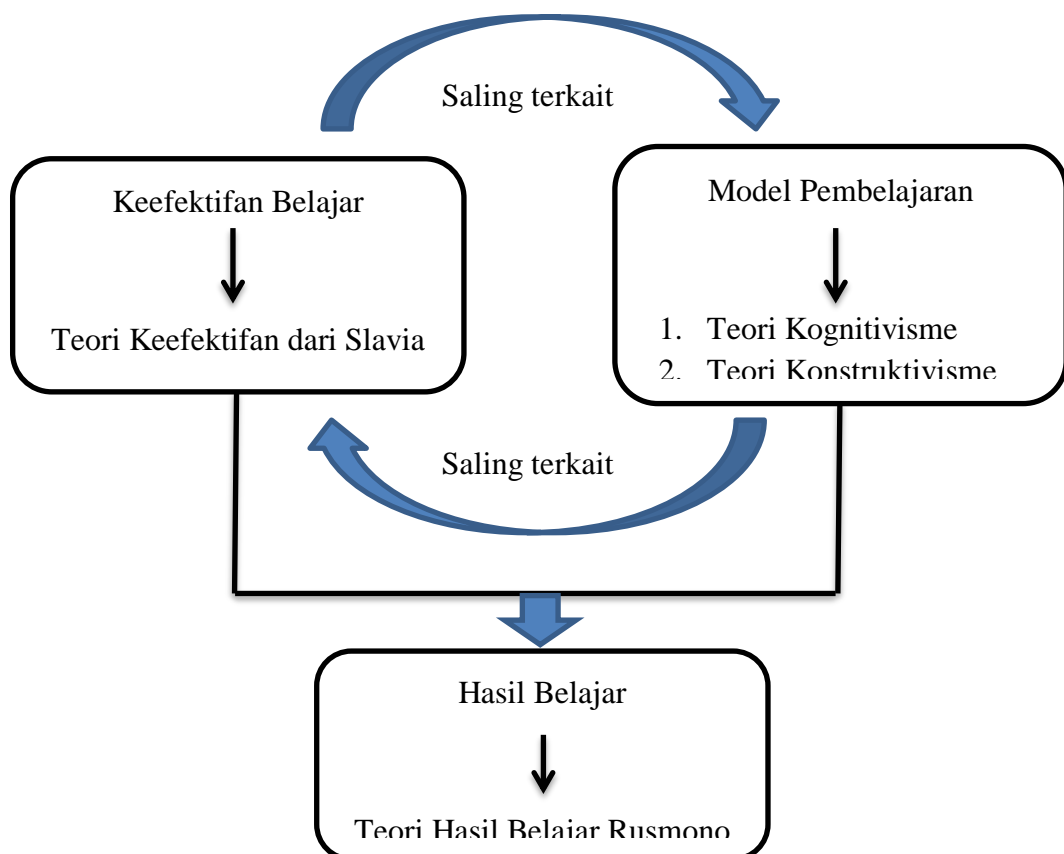 Saling terkait
Keefektifan Belajar
Teori Keefektifan dari Slavia
Model Pembelajaran
1. Teori Kognitivisme
2. Teori Konstruktivisme
Saling terkait
Hasil Belajar
Teori Hasil Belajar Rusmono